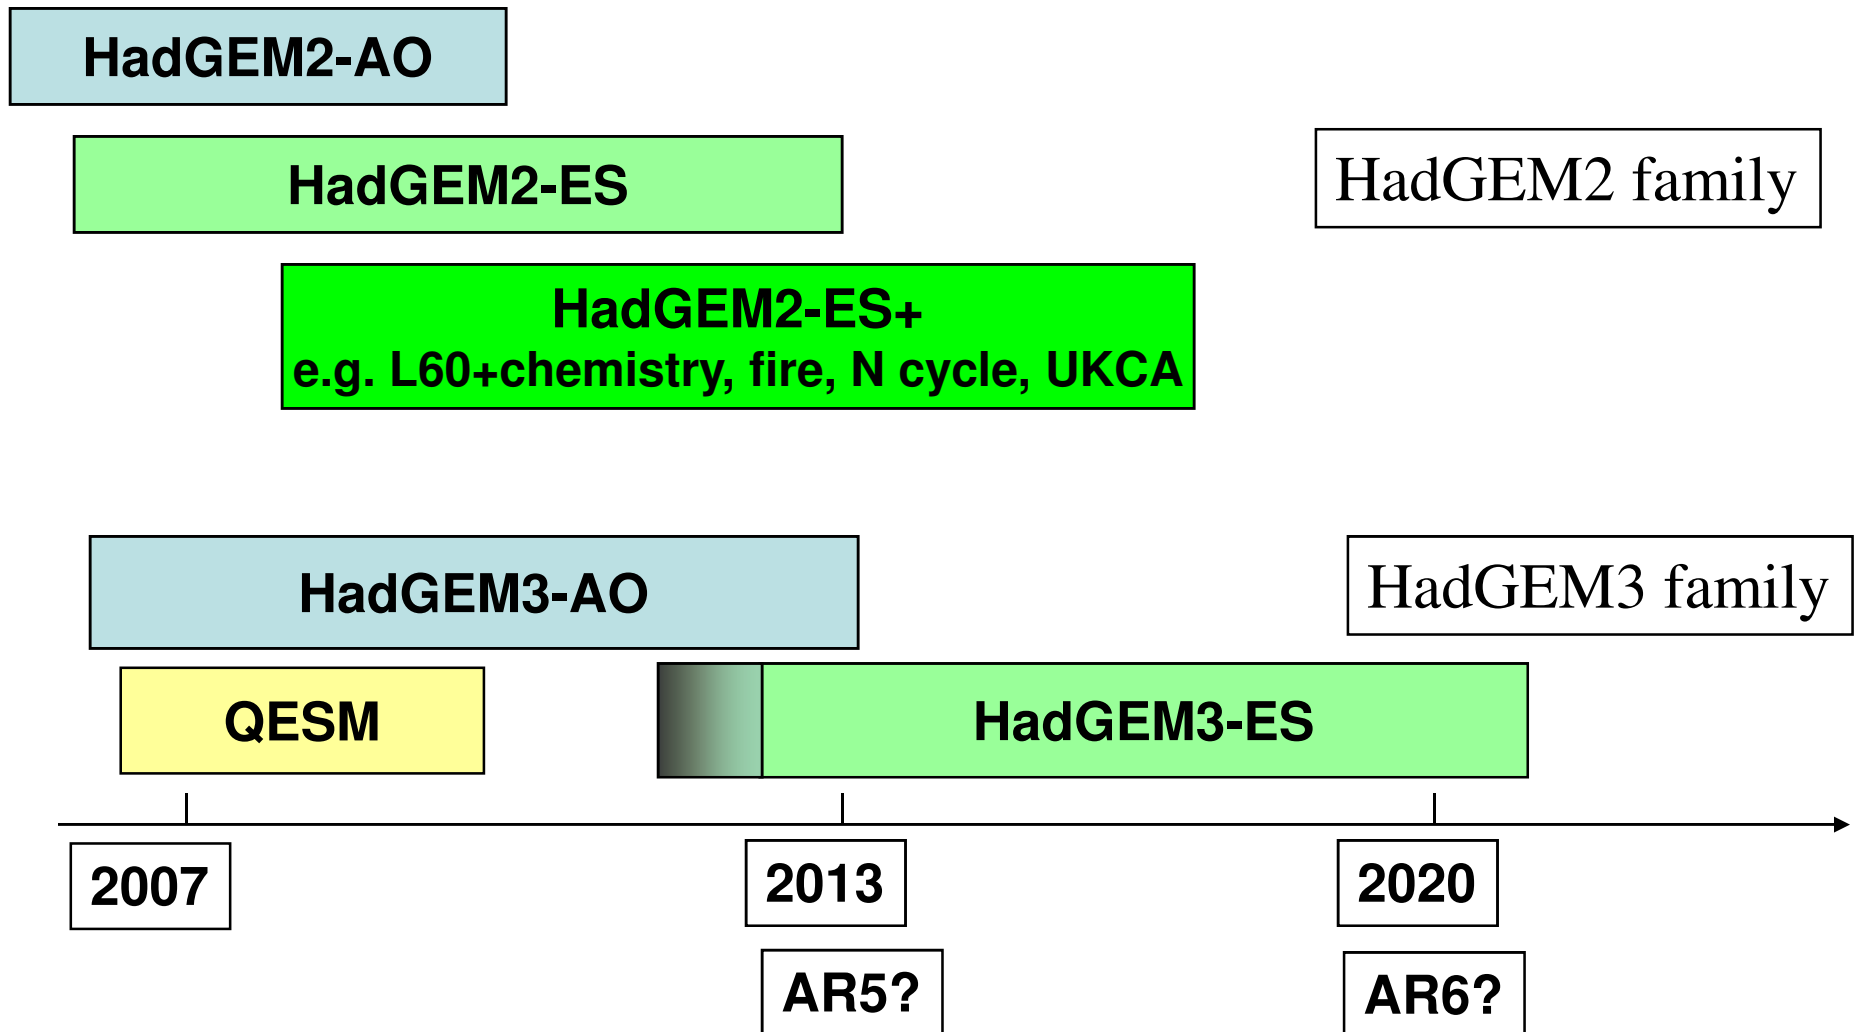 HadGEM2-AO
HadGEM2-ES
HadGEM2 family
HadGEM2-ES+
e.g. L60+chemistry, fire, N cycle, UKCA
HadGEM3-AO
HadGEM3 family
QESM
HadGEM3-ES
2007
2013
2020
AR5?
AR6?